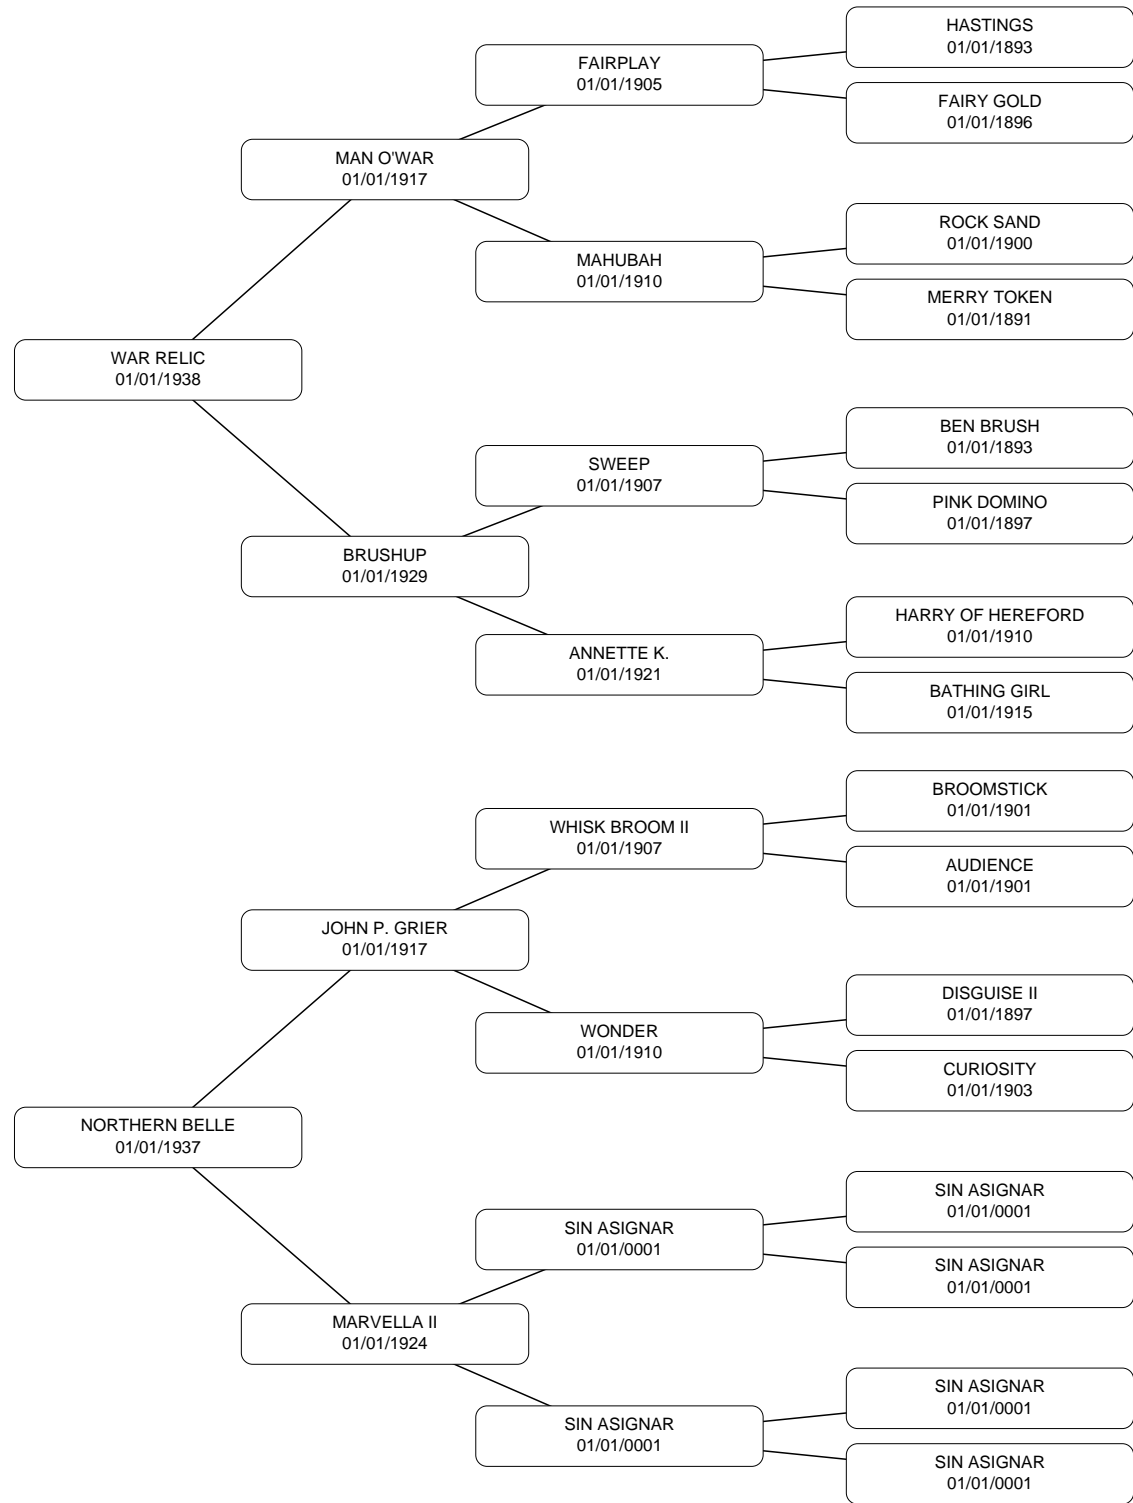 HASTINGS
01/01/1893
FAIRPLAY
01/01/1905
FAIRY GOLD
01/01/1896
MAN O'WAR
01/01/1917
ROCK SAND
01/01/1900
MAHUBAH
01/01/1910
MERRY TOKEN
01/01/1891
WAR RELIC
01/01/1938
BEN BRUSH
01/01/1893
SWEEP
01/01/1907
PINK DOMINO
01/01/1897
BRUSHUP
01/01/1929
HARRY OF HEREFORD
01/01/1910
ANNETTE K.
01/01/1921
BATHING GIRL
01/01/1915
BROOMSTICK
01/01/1901
WHISK BROOM II
01/01/1907
AUDIENCE
01/01/1901
JOHN P. GRIER
01/01/1917
DISGUISE II
01/01/1897
WONDER
01/01/1910
CURIOSITY
01/01/1903
NORTHERN BELLE
01/01/1937
SIN ASIGNAR
01/01/0001
SIN ASIGNAR
01/01/0001
SIN ASIGNAR
01/01/0001
MARVELLA II
01/01/1924
SIN ASIGNAR
01/01/0001
SIN ASIGNAR
01/01/0001
SIN ASIGNAR
01/01/0001